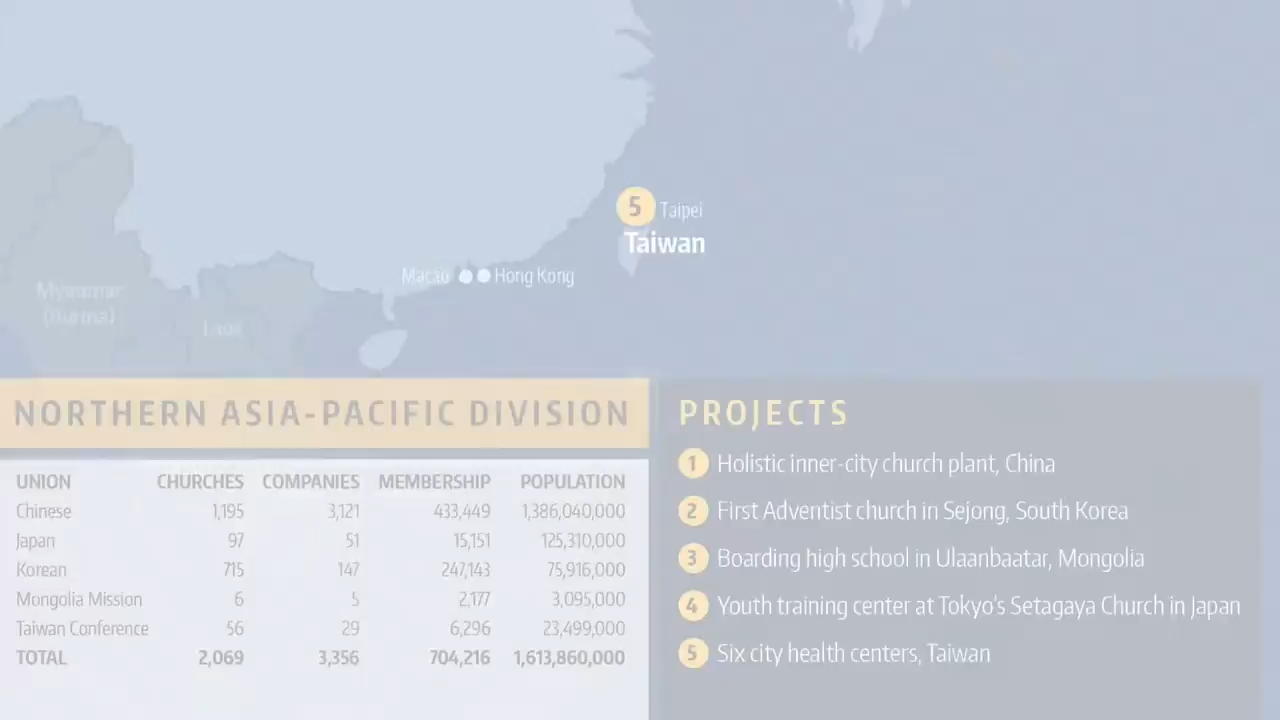 5 Taipei
Taiwan
Macao Hong Kong
Myanmar
(Burma)
Laos
NORTHERN ASIA-PACIFIC DIVISION
UNION CHURCHES COMPANIES MEMBERSHIP POPULATION
Chinese 1,195 3,121 433,449 1,386,040,000
Japan 97 51 15,151 125,310,000
Korean 715 147 247,143 75,916,000
Mongolia Mission 6 5 2,177 3,095,000
Taiwan Conference 56 29 6,296 23,499,000
TOTAL 2,069 3,356 704,216 1,613,860,000
PROJECTS
1 Holistic inner-city church plant, China
2 First Adventist church in Sejong, South Korea
3 Boarding high school in Ulaanbaatar, Mongolia
4 Youth training center at Tokyo's Setagaya Church in Japan
5 Six city health centers, Taiwan